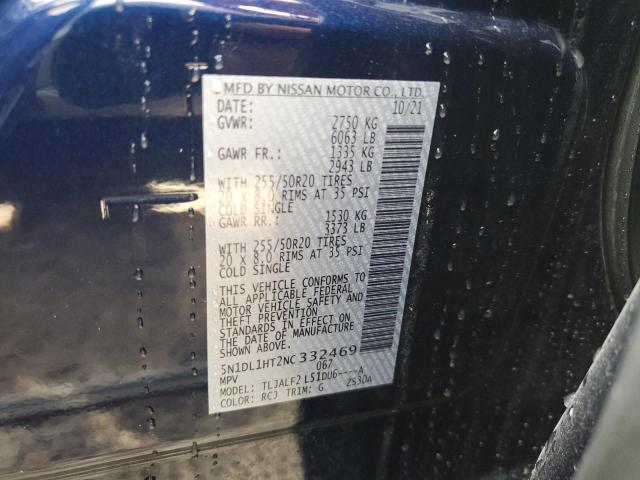 MFD BY NISSAN MOTOR CO., LTD.
DATE: 10/21
GVWR: 2750 KG
6063 LB
GAWR FR.: 1335 KG
2943 LB
WITH 255/50R20 TIRES
20 X 8.0 RIMS AT 35 PSI
COLD SINGLE
GAWR RR.: 1530 KG
3373 LB
WITH 255/50R20 TIRES
20 X 8.0 RIMS AT 35 PSI
COLD SINGLE
THIS VEHICLE CONFORMS TO
ALL APPLICABLE FEDERAL
MOTOR VEHICLE SAFETY AND
THEFT PREVENTION
STANDARDS IN EFFECT ON
THE DATE OF MANUFACTURE
SHOWN ABOVE.
5N1DL1HT2NC332469
MPV 067
MODEL: TLJALF2L51DU6----A
COLOR: RCJ TRIM: G ZS30A